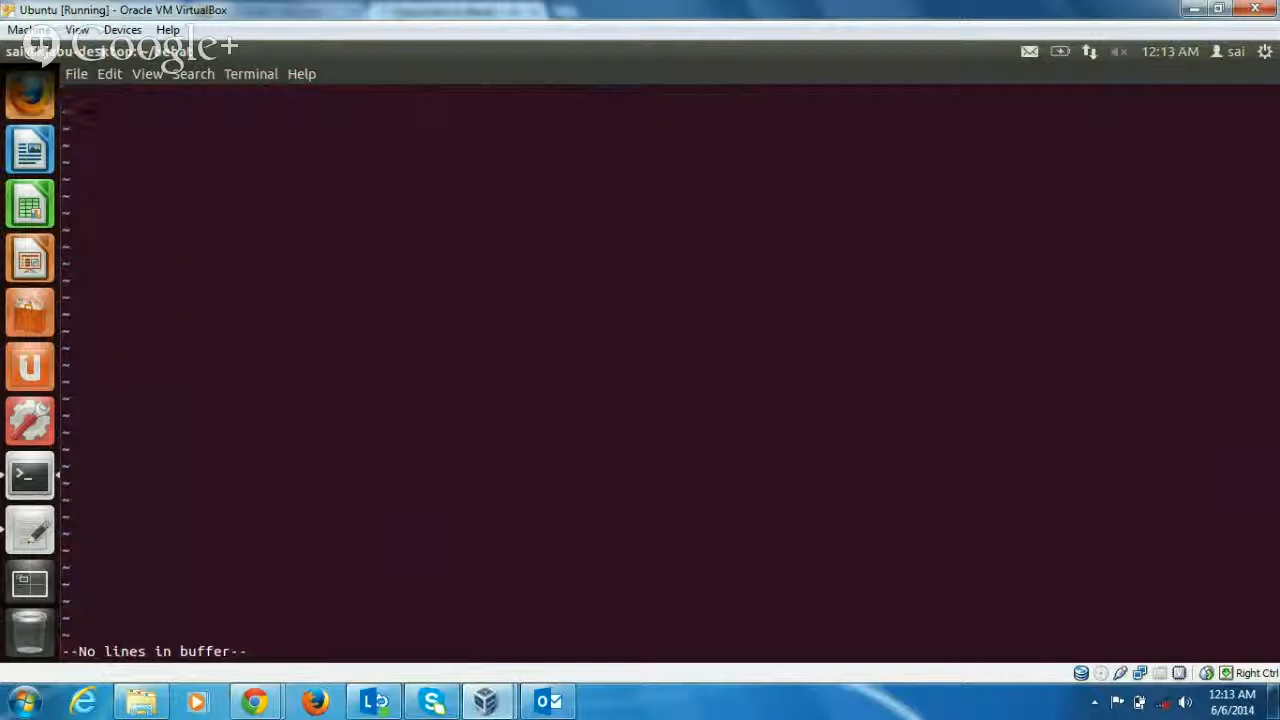 Ubuntu [Running] - Oracle VM VirtualBox
Machine View Devices Help
Google+
12:13 AM sai
File Edit View Search Terminal Help
--No lines in buffer--
Right Ctrl
12:13 AM
6/6/2014